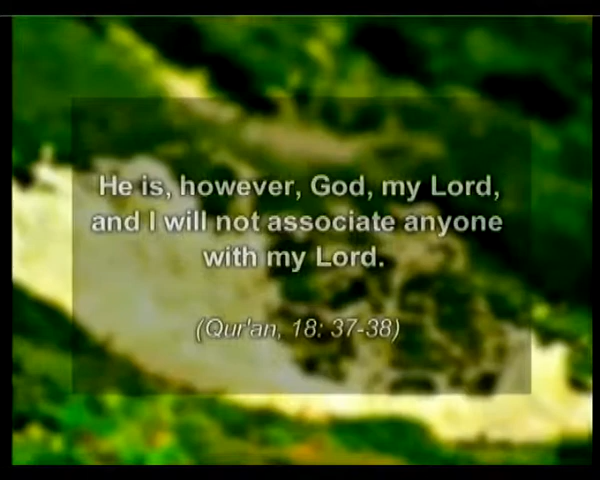 He is, however, God, my Lord,
and I will not associate anyone
with my Lord.
(Qur'an, 18: 37-38)